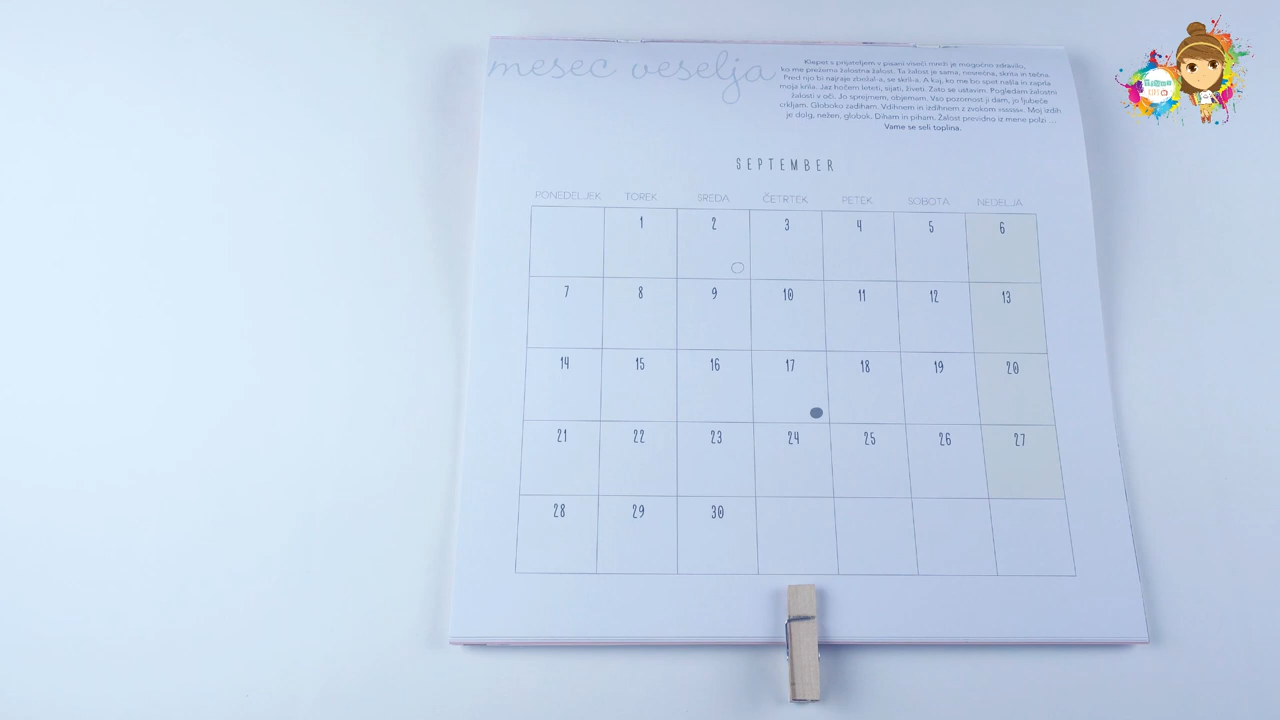 mesec veselja
Klepet s prijateljem v pisani viseči mreži je mogočno zdravilo,
ko me prežema žalostna žalost. Ta žalost je sama, nesrečna, skrita in tečna.
Pred njo bi najraje zbežal-a, se skril-a. A kaj, ko me bo spet našla in zaprla
moja krila. Jaz hočem leteti, sijati, živeti. Zato se ustavim. Pogledam žalostni
žalosti v oči. Jo sprejmem, objamem. Vso pozornost ji dam, jo ljubeče
crkljam. Globoko zadiham. Vdihnem in izdihnem z zvokom Moj izdih
je dolg, nežen, globok. Diham in piham. Žalost previdno iz mene polzi ...
Vame se seli toplina.
SEPTEMBER
PONEDELJEK TOREK SREDA ČETRTEK PETEK SOBOTA NEDELJA
1 2 3 4 5 6
7 8 9 10 11 12 13
14 15 16 17 18 19 20
21 22 23 24 25 26 27
28 29 30